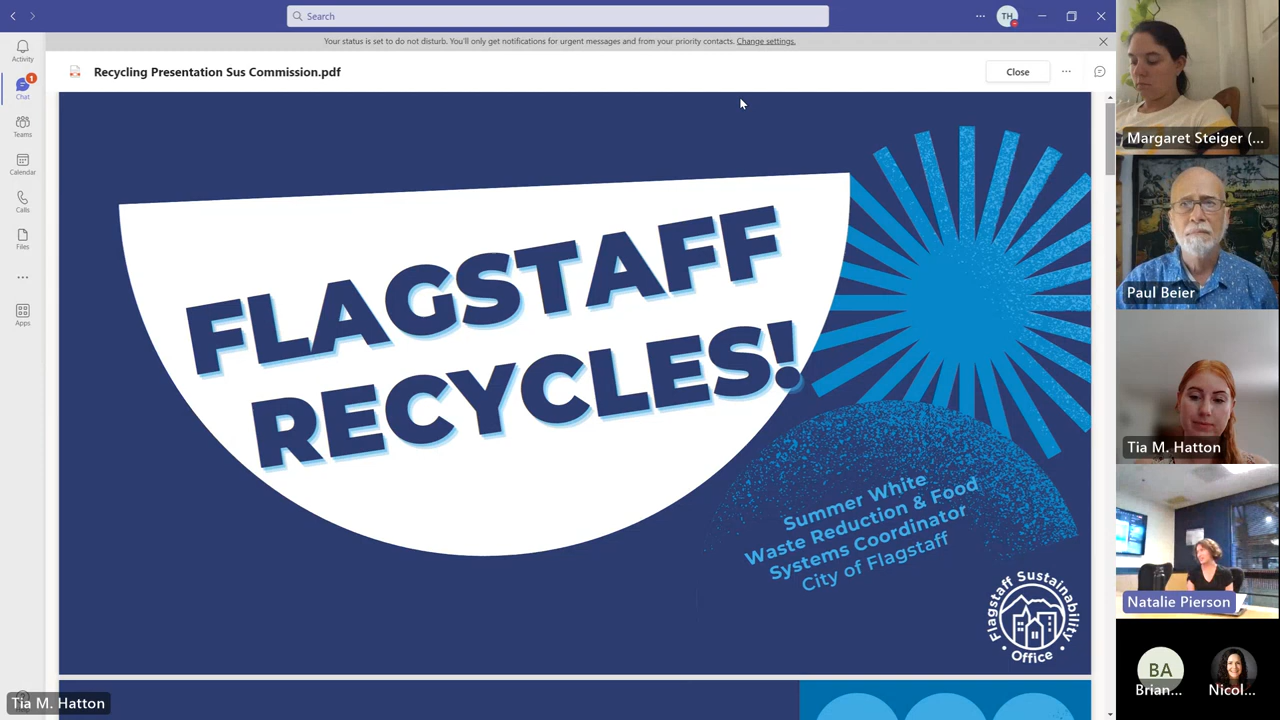 Search
TH
Your status is set to do not disturb. You'll only get notifications for urgent messages and from your priority contacts. Change settings.
Activity
1
Chat
Teams
Calendar
Calls
Files
Apps
Recycling Presentation Sus Commission.pdf
Close
FLAGSTAFF
RECYCLES!
Summer White
Waste Reduction & Food
Systems Coordinator
City of Flagstaff
Flagstaff Sustainability
Office
Tia M. Hatton
Margaret Steiger (...
Paul Beier
Tia M. Hatton
Natalie Pierson
BA
Brian...
Nicol...